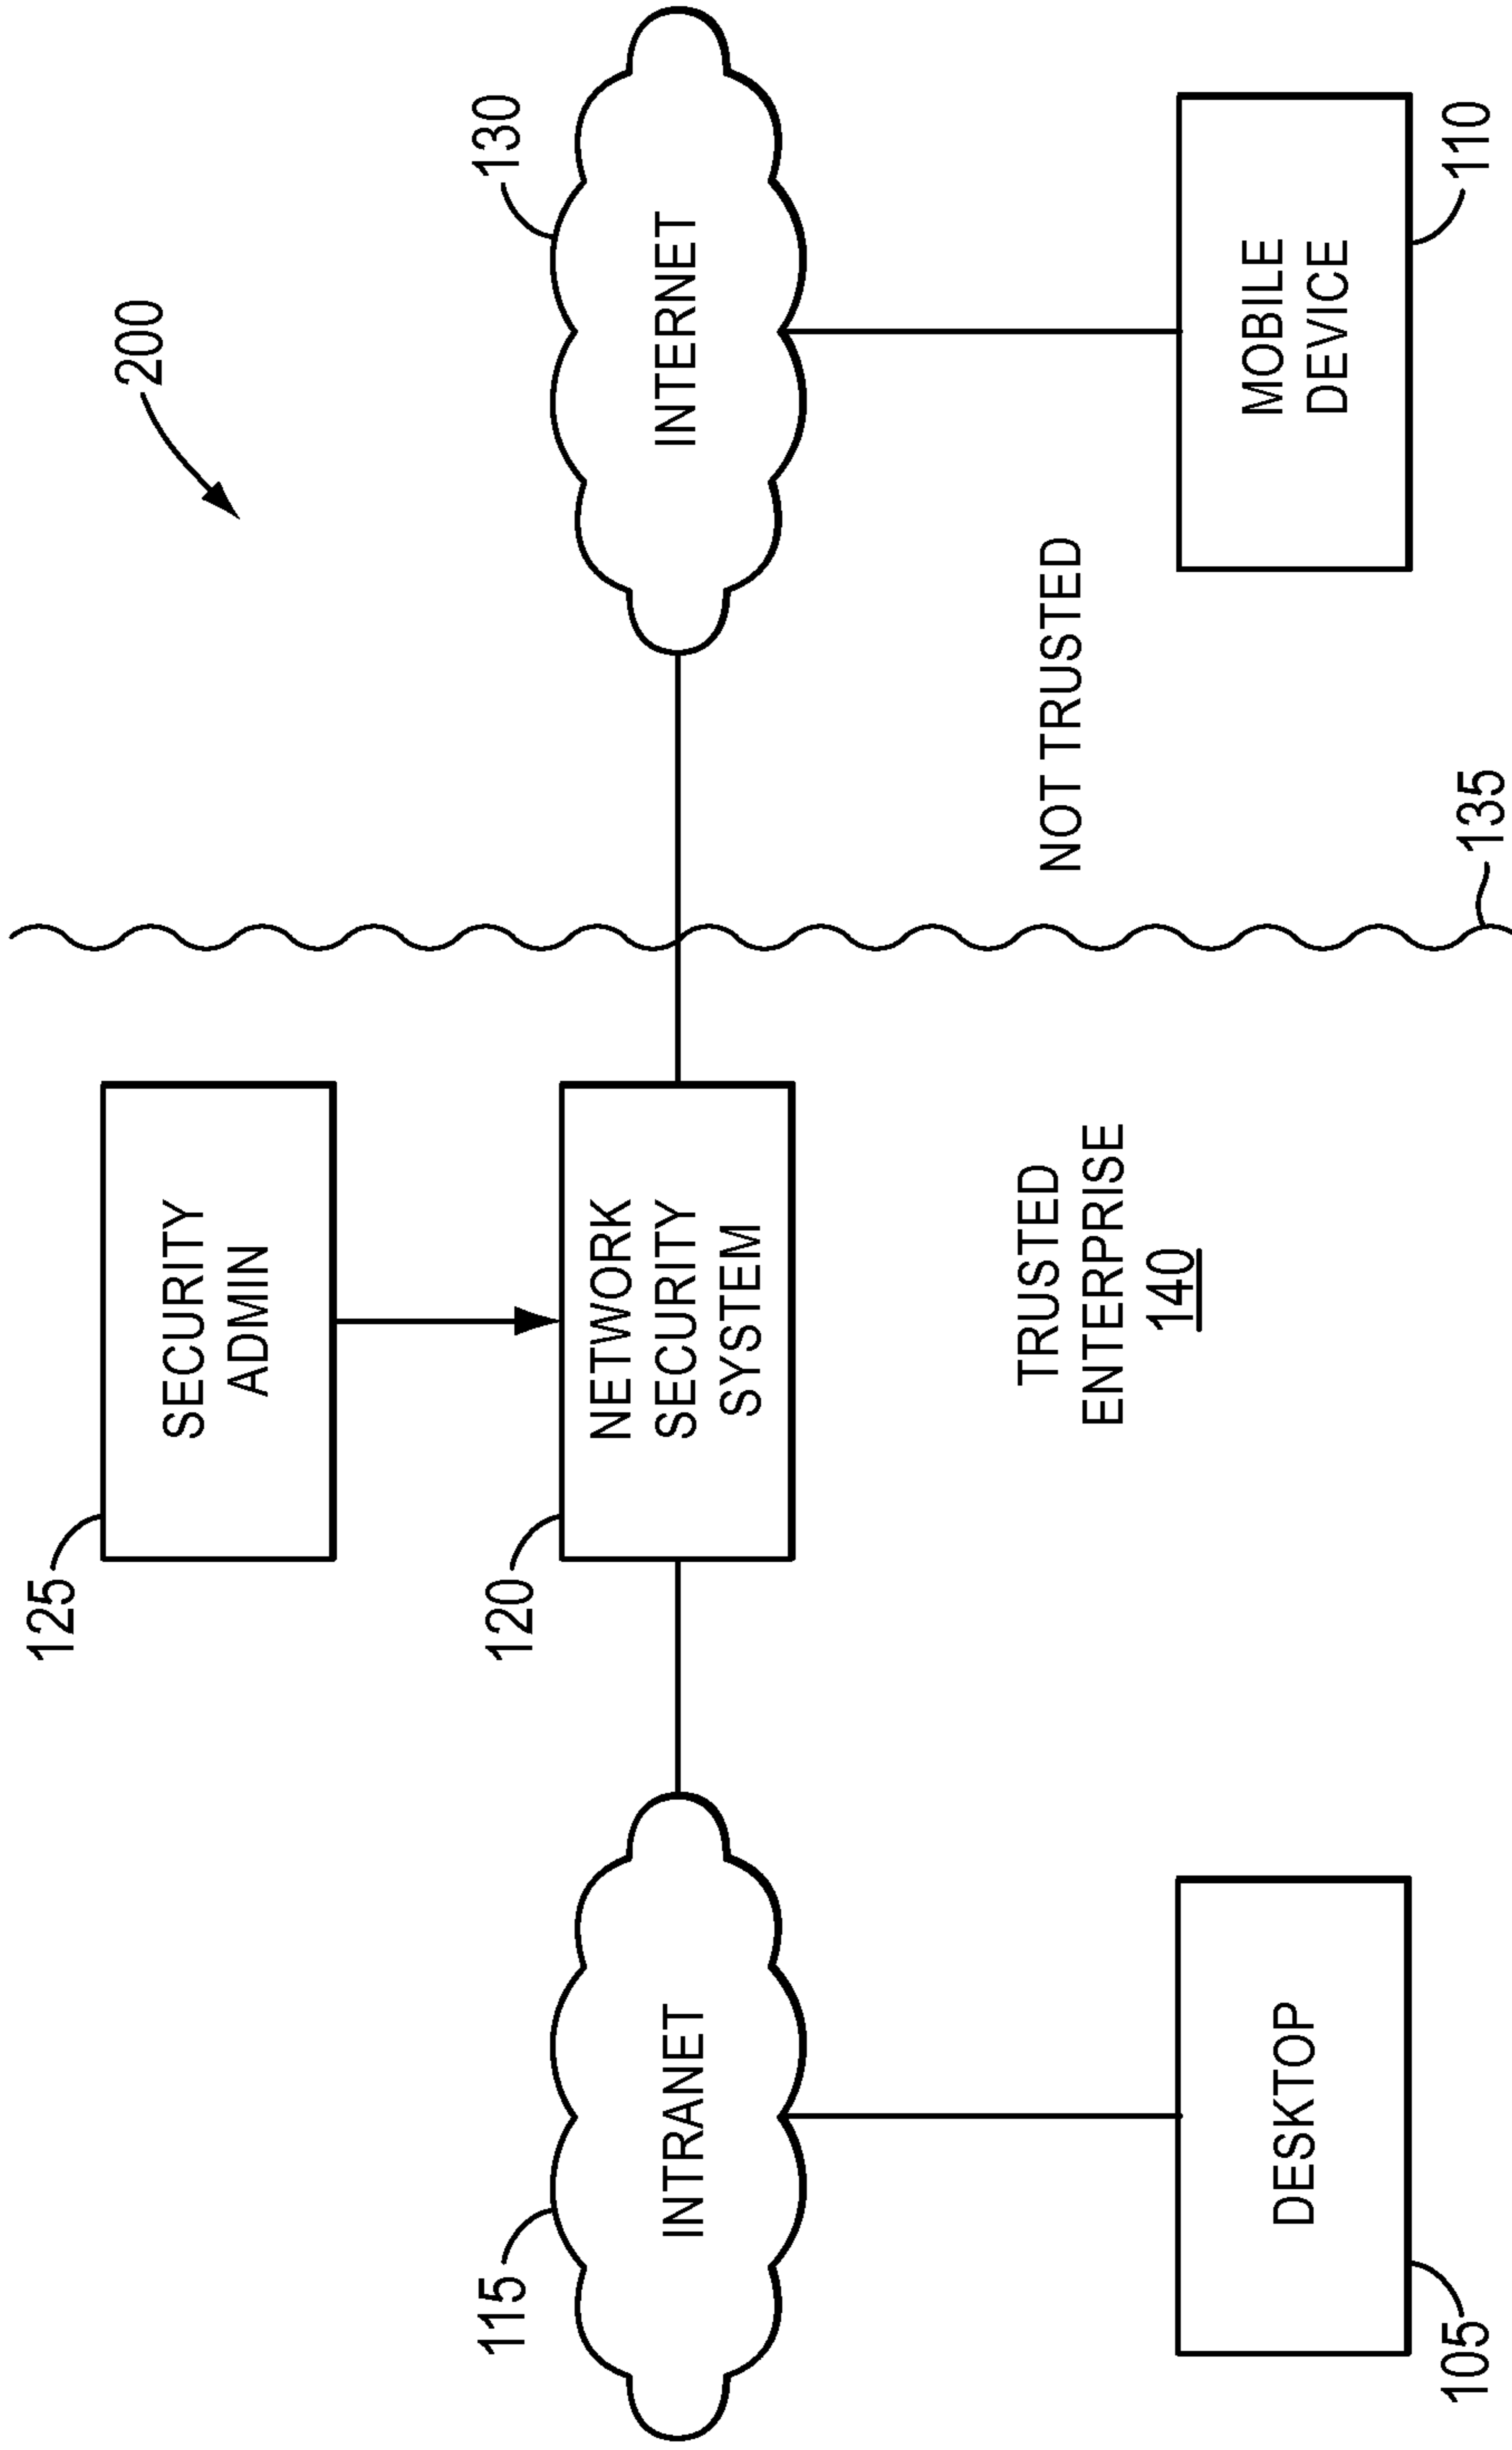 200
125
SECURITY
ADMIN
115
INTRANET
120
NETWORK
SECURITY
SYSTEM
130
INTERNET
NOT TRUSTED
TRUSTED
ENTERPRISE
140
105
DESKTOP
135
MOBILE
DEVICE
110